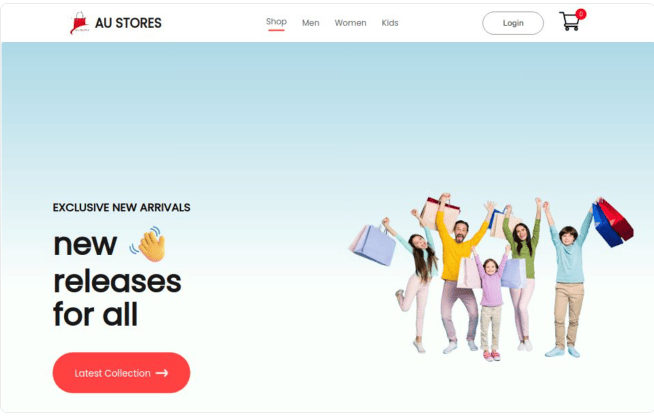 AU STORES
Shop Men Women Kids
Login
0
EXCLUSIVE NEW ARRIVALS
new
releases
for all
Latest Collection